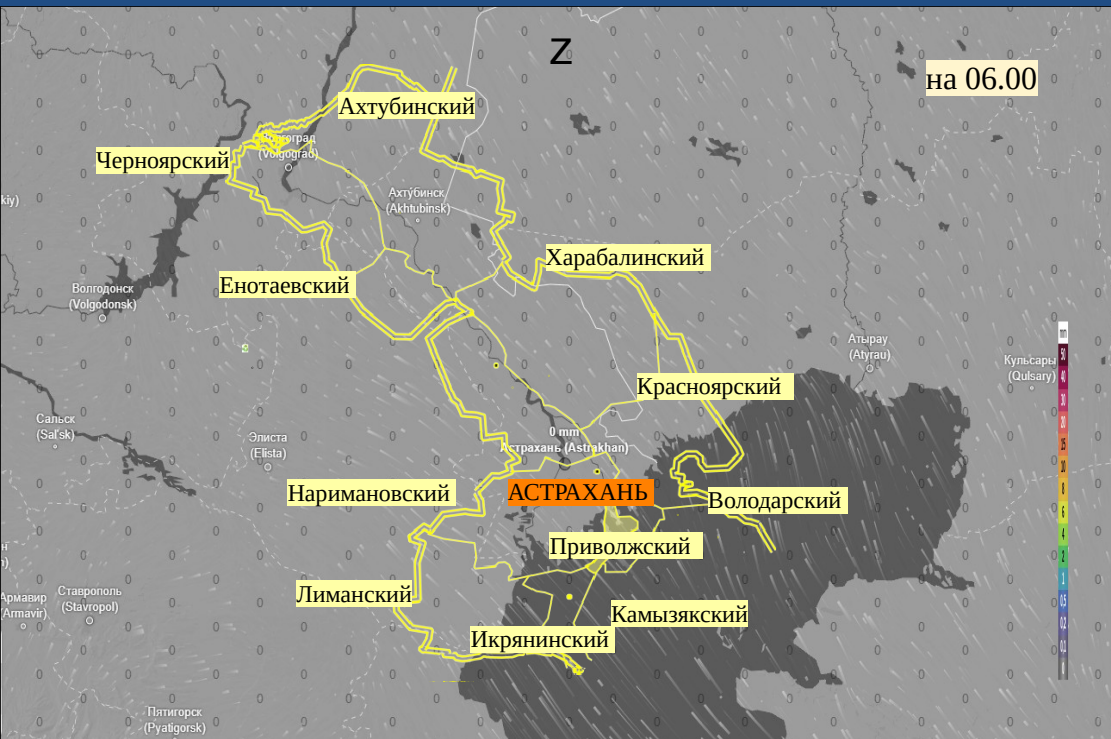 Z
на 06.00
Ахтубинский
Черноярский
(Volgograd)
Ахтубинск
(Akhtubinsk)
Харабалинский
Енотаевский
Волгодонск
(Volgodonsk)
Атырау
(Atyrau)
Кульсары
(Qulsary)
Красноярский
Сальск
(Sal'sk)
Элиста
(Elista)
0 mm
Астрахань (Astrakhan)
Наримановский
АСТРАХАНЬ
Володарский
Приволжский
Лиманский
Ставрополь
(Stavropol)
Армавир
(Armavir)
Камызякский
Икрянинский
Пятигорск
(Pyatigorsk)